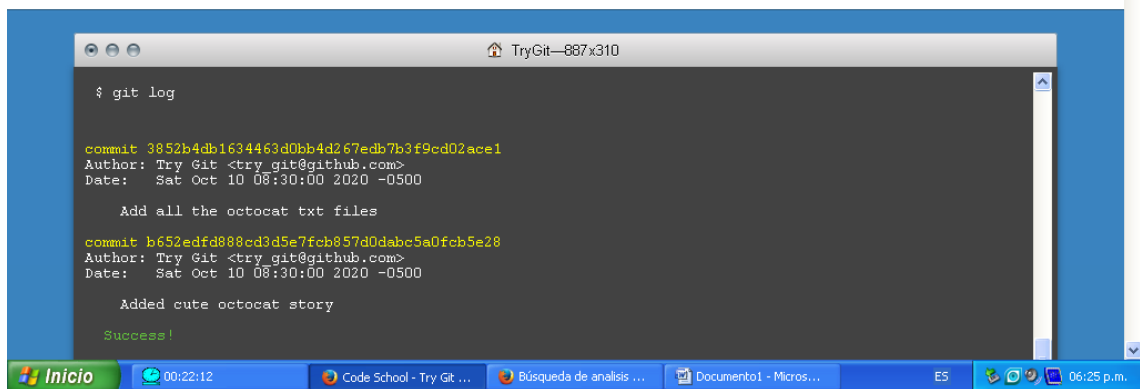 TryGit—887x310
$ git log
commit 3852b4db1634463d0bb4d267edb7b3f9cd02ace1
Author: Try Git <try_git@github.com>
Date:   Sat Oct 10 08:30:00 2020 -0500
Add all the octocat txt files
commit b652edfd888cd3d5e7fcb857d0dabc5a0fcb5e28
Author: Try Git <try_git@github.com>
Date:   Sat Oct 10 08:30:00 2020 -0500
Added cute octocat story
Success!
Inicio
00:22:12
Code School - Try Git ...
Búsqueda de analisis ...
Documento1 - Micros...
ES
06:25 p.m.